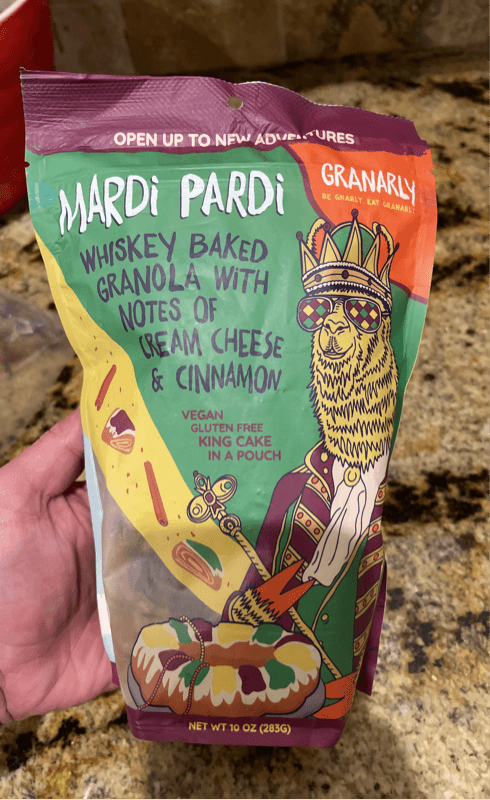 OPEN UP TO NEW ADVENTURES
MARDi PARDi
GRANARLY
BE GNARLY EAT GRANARLY
WHISKEY BAKED
GRANOLA WiTH
NOTES OF
CREAM CHEESE
& CINNAMON
VEGAN
GLUTEN FREE
KING CAKE
IN A POUCH
NET WT 10 OZ (283G)